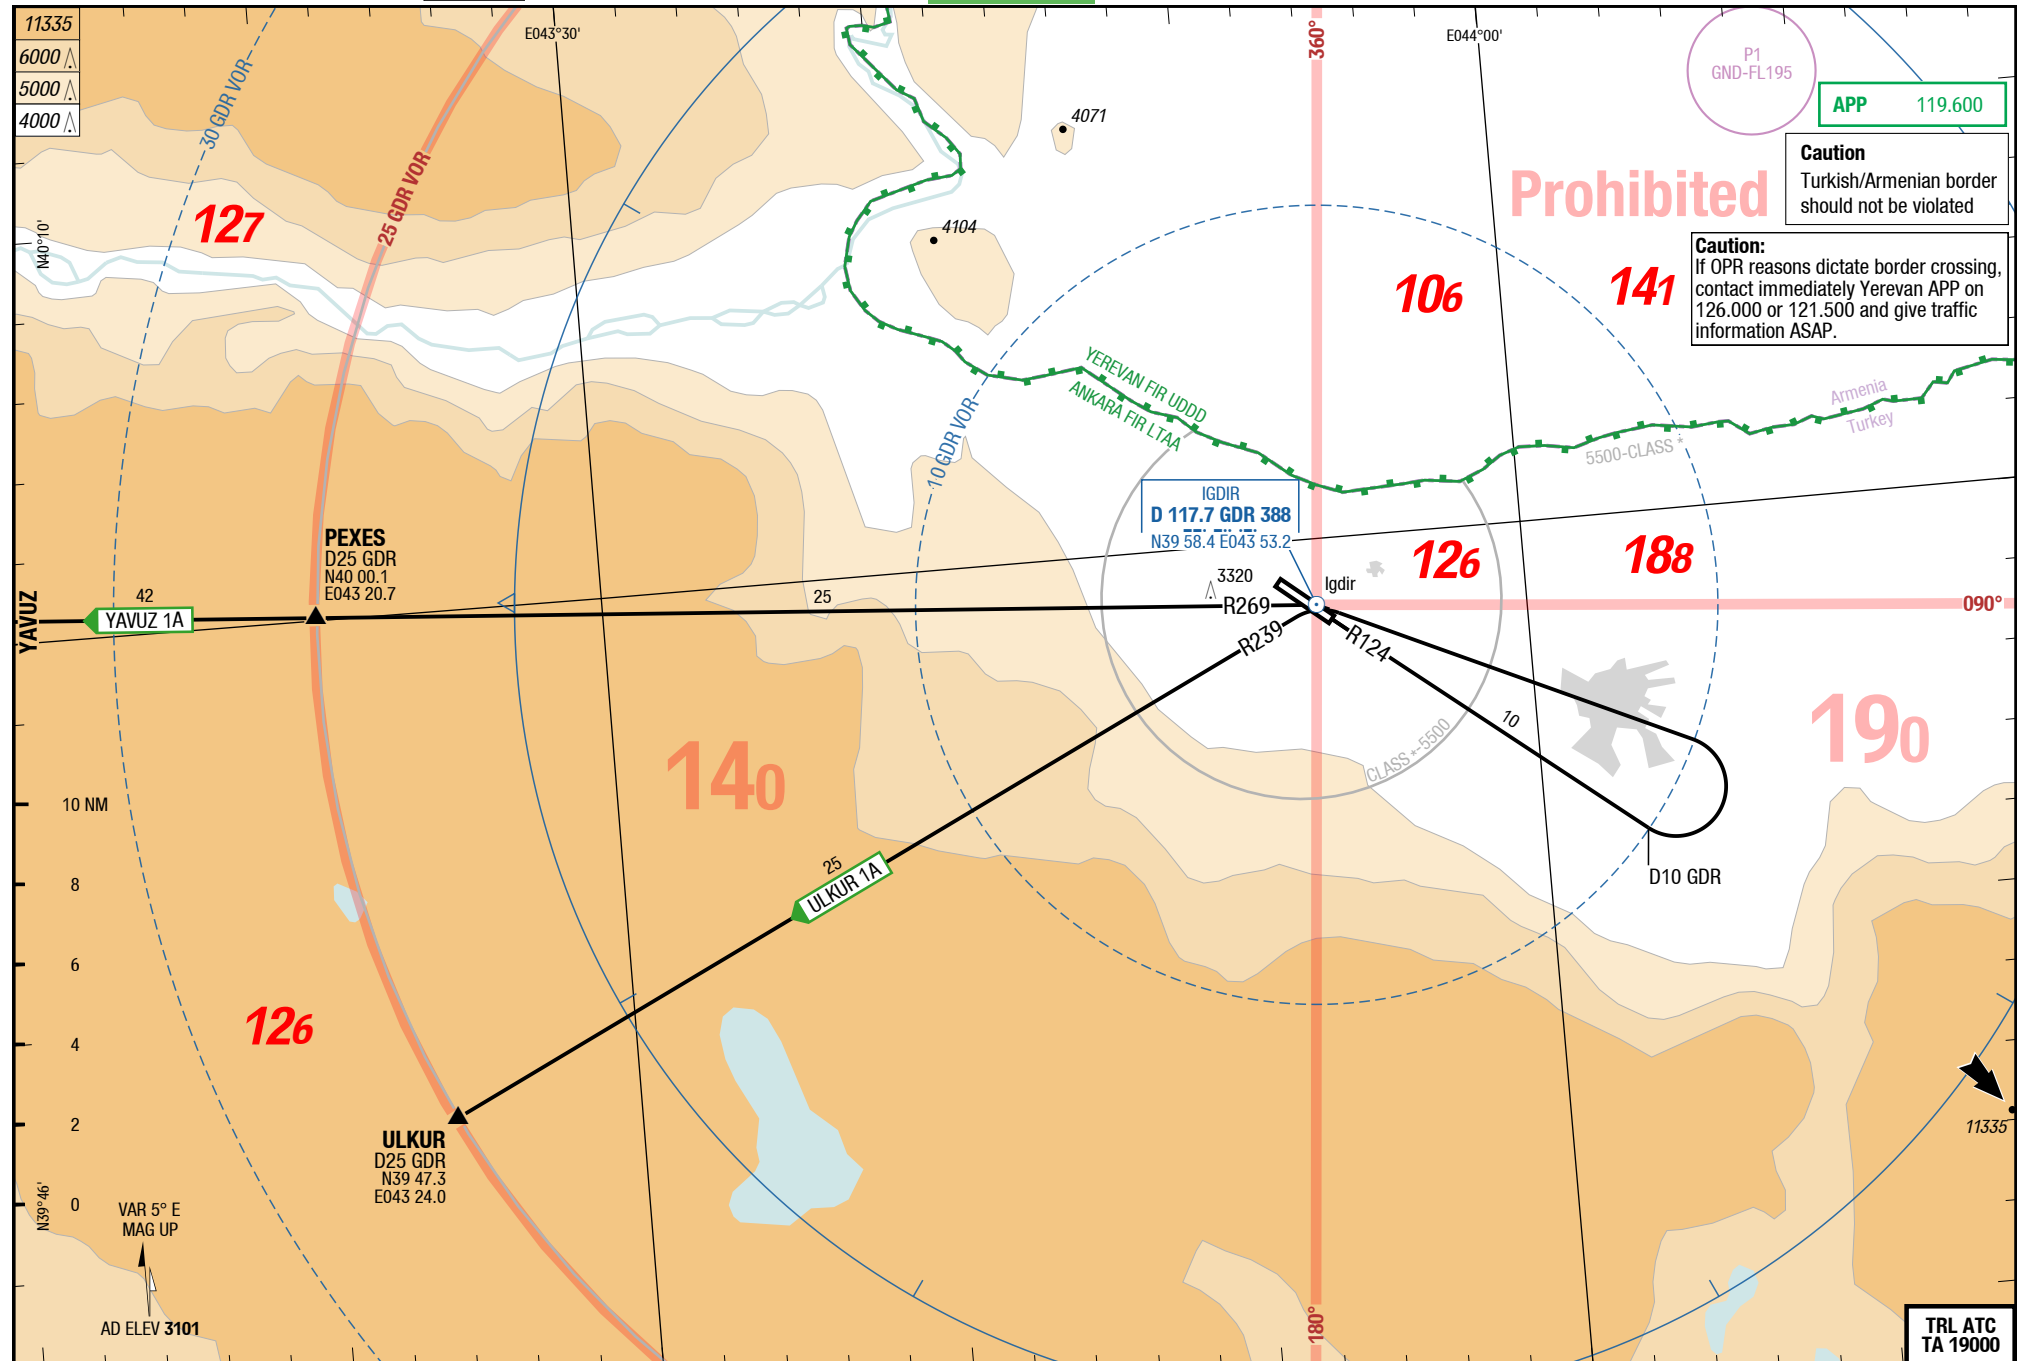 11335
6000
5000
4000
E043°30'
360°
E044°00'
P1
GND-FL195
APP 119.600
Caution
Turkish/Armenian border
should not be violated
Prohibited
Caution:
If OPR reasons dictate border crossing,
contact immediately Yerevan APP on
126.000 or 121.500 and give traffic
information ASAP.
30 GDR VOR
25 GDR VOR
4071
4104
127
N40°10'
106
141
YEREVAN FIR UDDD
ANKARA FIR LTAA
10 GDR VOR
Armenia
Turkey
5500-CLASS *
IGDIR
D 117.7 GDR 388
N39 58.4 E043 53.2
PEXES
D25 GDR
N40 00.1
E043 20.7
126
188
3320
Igdir
YAVUZ
42
YAVUZ 1A
25
R269
R239
R124
090°
10
CLASS *-5500
140
190
10 NM
8
6
4
2
0
25
ULKUR 1A
D10 GDR
126
ULKUR
D25 GDR
N39 47.3
E043 24.0
11335
N39°46'
VAR 5° E
MAG UP
AD ELEV 3101
180°
TRL ATC
TA 19000